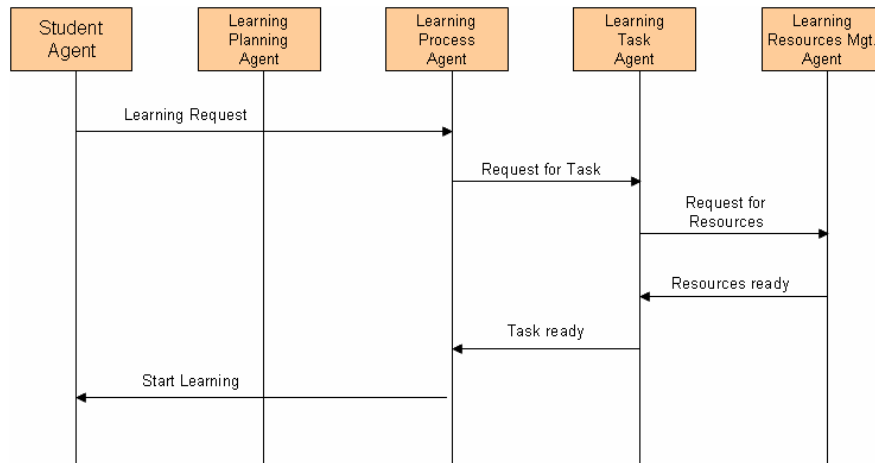 Student
Agent
Learning
Planning
Agent
Learning
Process
Agent
Learning
Task
Agent
Learning
Resources Mgt.
Agent
Learning Request
Request for Task
Request for
Resources
Resources ready
Task ready
Start Learning